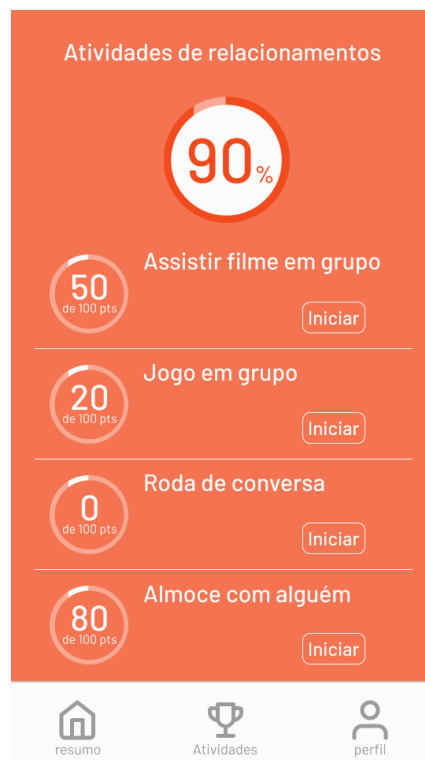 Atividades de relacionamentos
90%
Assistir filme em grupo
50
de 100 pts
Iniciar
Jogo em grupo
20
de 100 pts
Iniciar
Roda de conversa
0
de 100 pts
Iniciar
Almoce com alguém
80
de 100 pts
Iniciar
resumo
Atividades
perfil